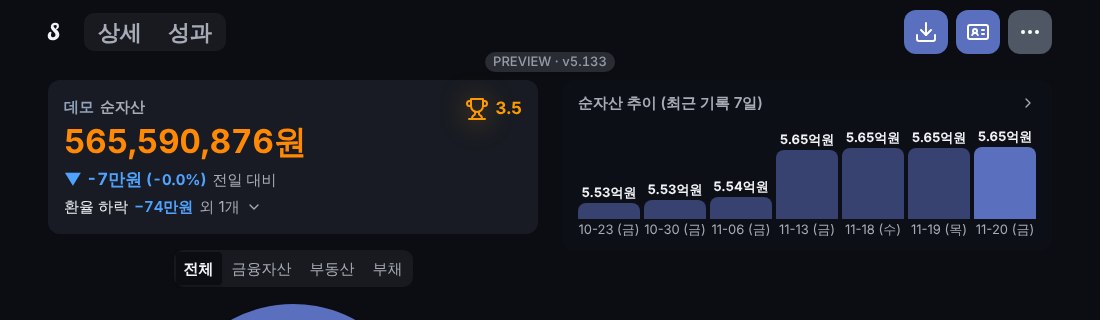 S
상세 성과
PREVIEW · v5.133
데모 순자산
3.5
565,590,876원
▼ -7만원 (-0.0%) 전일 대비
환율 하락 -74만원 외 1개
전체 금융자산 부동산 부채
순자산 추이 (최근 기록 7일)
5.53억원 5.53억원 5.54억원 5.65억원 5.65억원 5.65억원 5.65억원
10-23 (금) 10-30 (금) 11-06 (금) 11-13 (금) 11-18 (수) 11-19 (목) 11-20 (금)